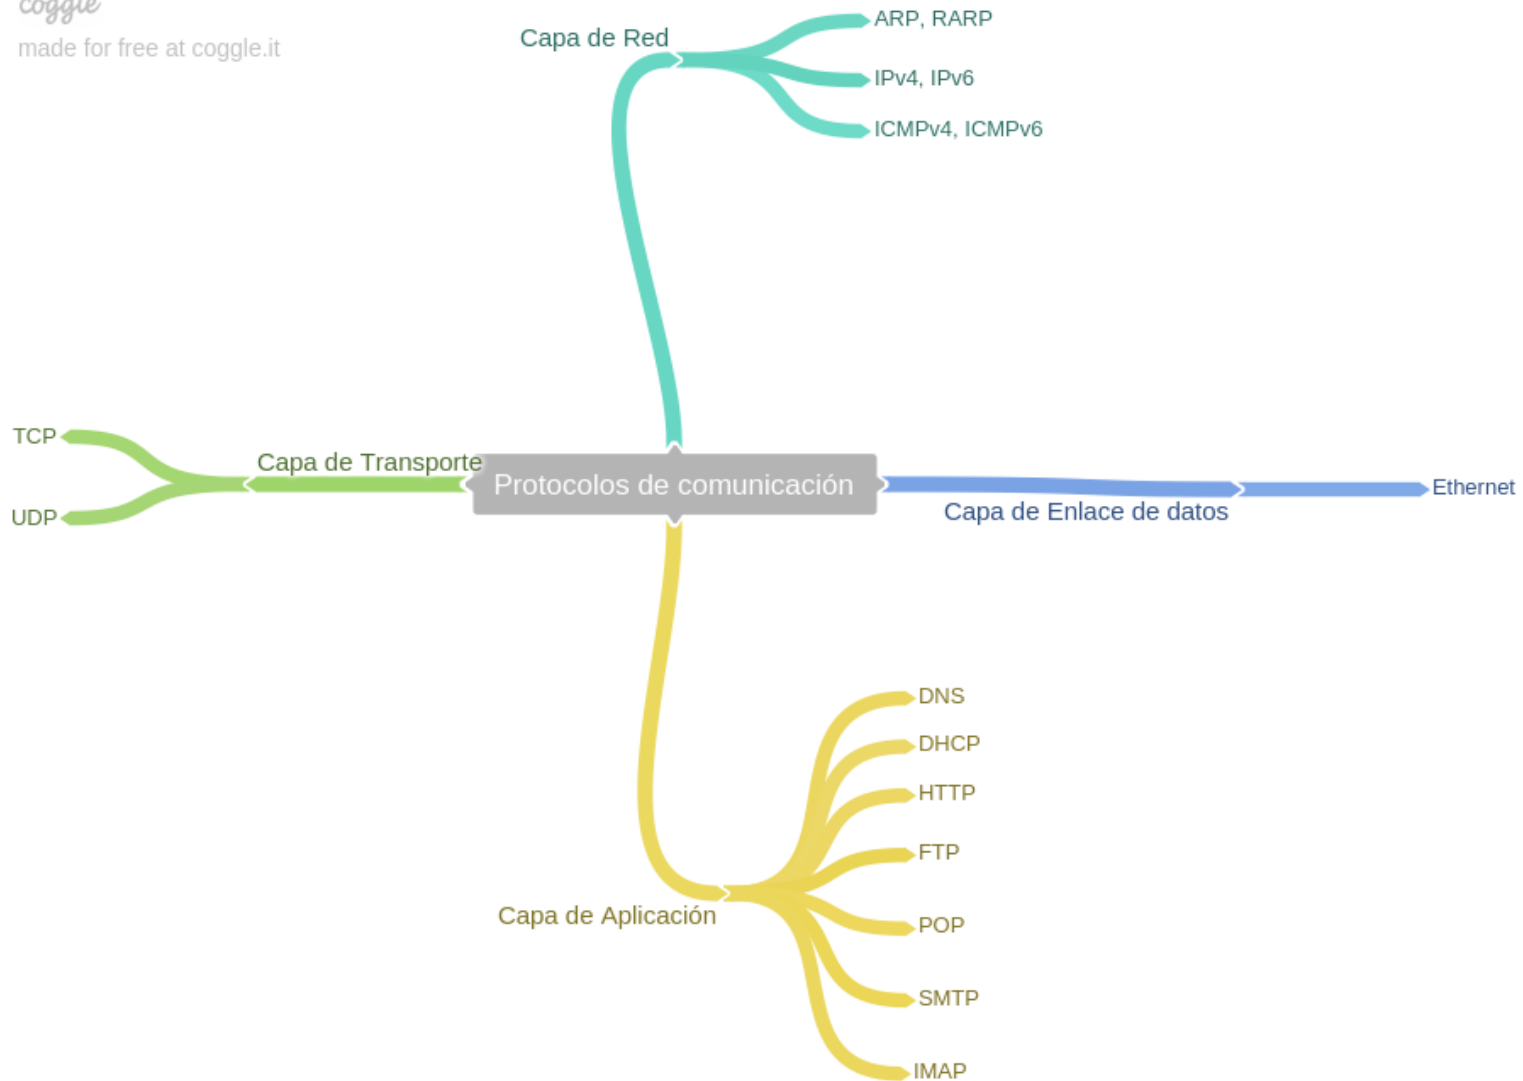 coggle
made for free at coggle.it
Capa de Red
ARP, RARP
IPv4, IPv6
ICMPv4, ICMPv6
TCP
UDP
Capa de Transporte
Protocolos de comunicación
Capa de Enlace de datos
Ethernet
Capa de Aplicación
DNS
DHCP
HTTP
FTP
POP
SMTP
IMAP